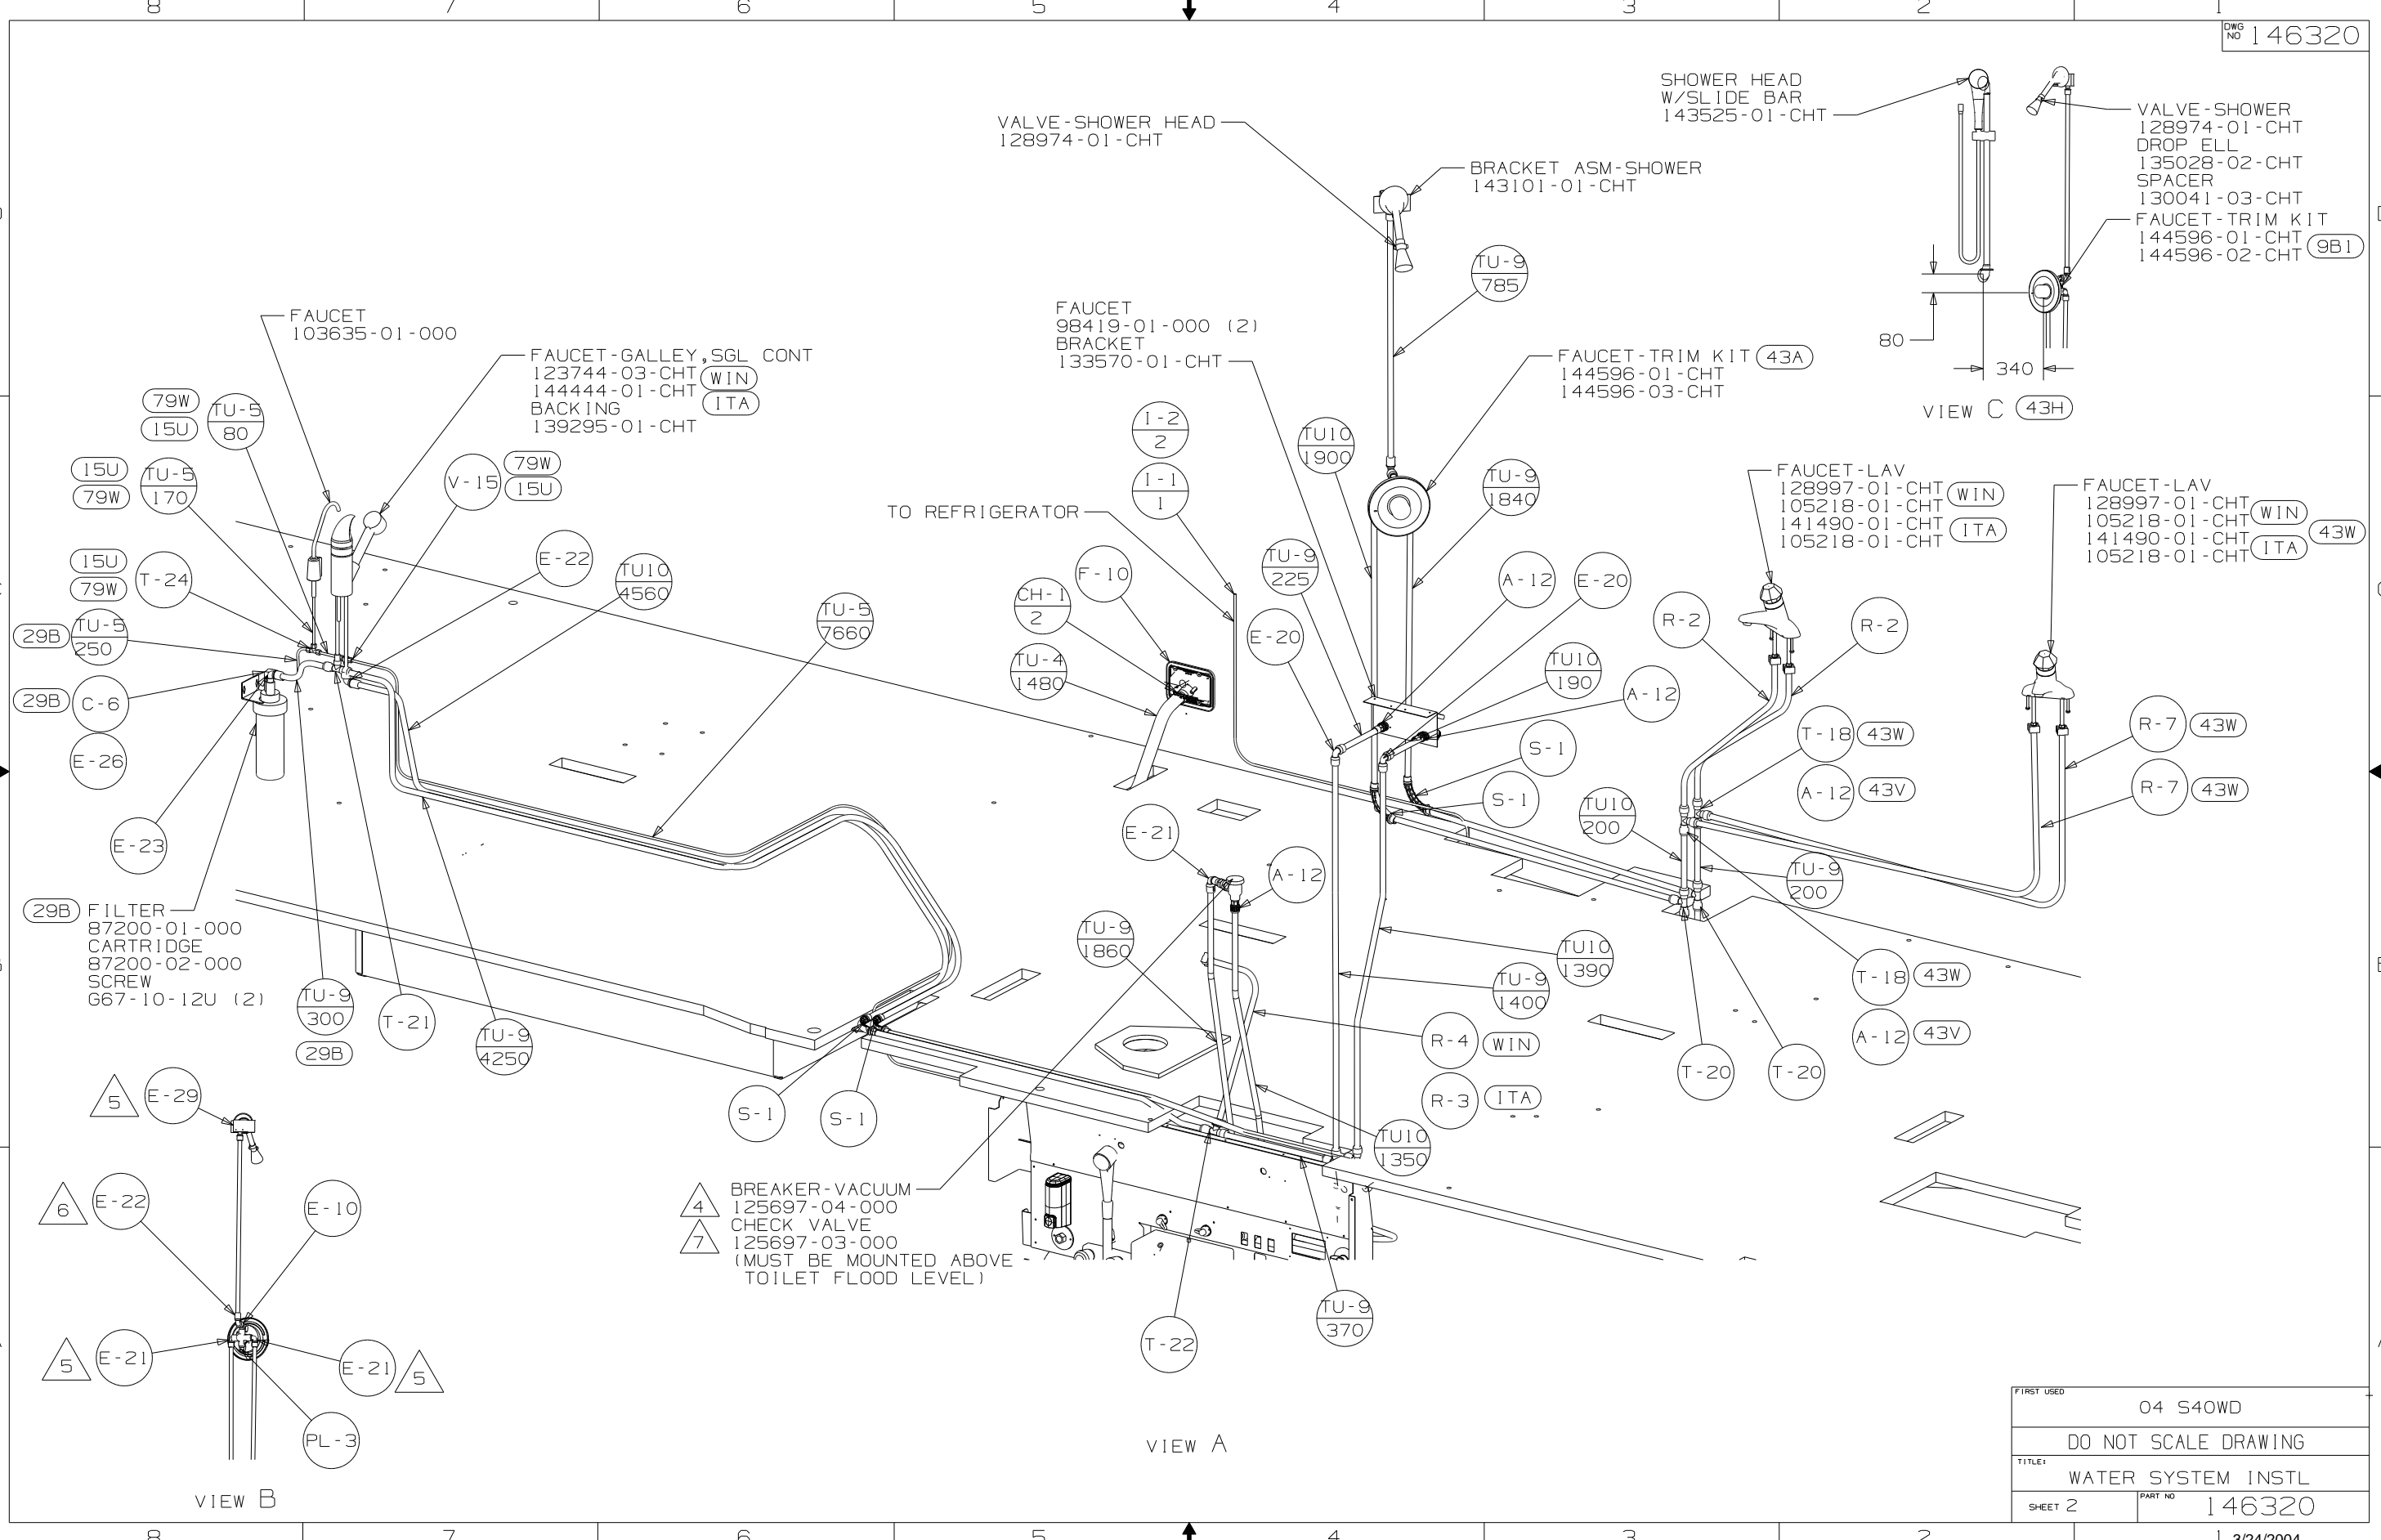 8 7 6 5 4 3 2 1
DWG NO 146320
SHOWER HEAD
W/SLIDE BAR
143525-01-CHT
VALVE-SHOWER
128974-01-CHT
DROP ELL
135028-02-CHT
SPACER
130041-03-CHT
FAUCET-TRIM KIT
144596-01-CHT
144596-02-CHT
9B1
80
340
VIEW C
43H
VALVE-SHOWER HEAD
128974-01-CHT
BRACKET ASM-SHOWER
143101-01-CHT
TU-9
785
FAUCET
98419-01-000 (2)
BRACKET
133570-01-CHT
FAUCET-TRIM KIT
43A
144596-01-CHT
144596-03-CHT
FAUCET
103635-01-000
FAUCET-GALLEY,SGL CONT
123744-03-CHT
WIN
144444-01-CHT
ITA
BACKING
139295-01-CHT
79W
15U
TU-5
80
15U
79W
TU-5
170
V-15
79W
15U
15U
79W
T-24
E-22
TU10
4560
TU-5
7660
29B
TU-5
250
29B
C-6
E-26
E-23
29B
FILTER
87200-01-000
CARTRIDGE
87200-02-000
SCREW
G67-10-12U (2)
TU-9
300
29B
T-21
TU-9
4250
I-2
2
I-1
1
TO REFRIGERATOR
TU10
1900
TU-9
1840
F-10
CH-1
2
TU-4
1480
TU-9
225
E-20
A-12
E-20
TU10
190
A-12
S-1
S-1
FAUCET-LAV
128997-01-CHT
105218-01-CHT
WIN
141490-01-CHT
105218-01-CHT
ITA
FAUCET-LAV
128997-01-CHT
105218-01-CHT
WIN
141490-01-CHT
105218-01-CHT
ITA
43W
R-2
R-2
T-18
43W
A-12
43V
R-7
43W
R-7
43W
TU10
200
TU-9
200
E-21
A-12
TU-9
1860
TU10
1390
TU-9
1400
T-18
43W
A-12
43V
R-4
WIN
R-3
ITA
T-20
T-20
S-1
S-1
TU10
1350
4
BREAKER-VACUUM
125697-04-000
7
CHECK VALVE
125697-03-000
(MUST BE MOUNTED ABOVE
TOILET FLOOD LEVEL)
T-22
TU-9
370
5
E-29
6
E-22
E-10
5
E-21
E-21
5
PL-3
VIEW B
VIEW A
FIRST USED
04 S40WD
DO NOT SCALE DRAWING
TITLE:
WATER SYSTEM INSTL
SHEET 2
PART NO 146320
8 7 6 5 4 3 2 1
3/24/2004